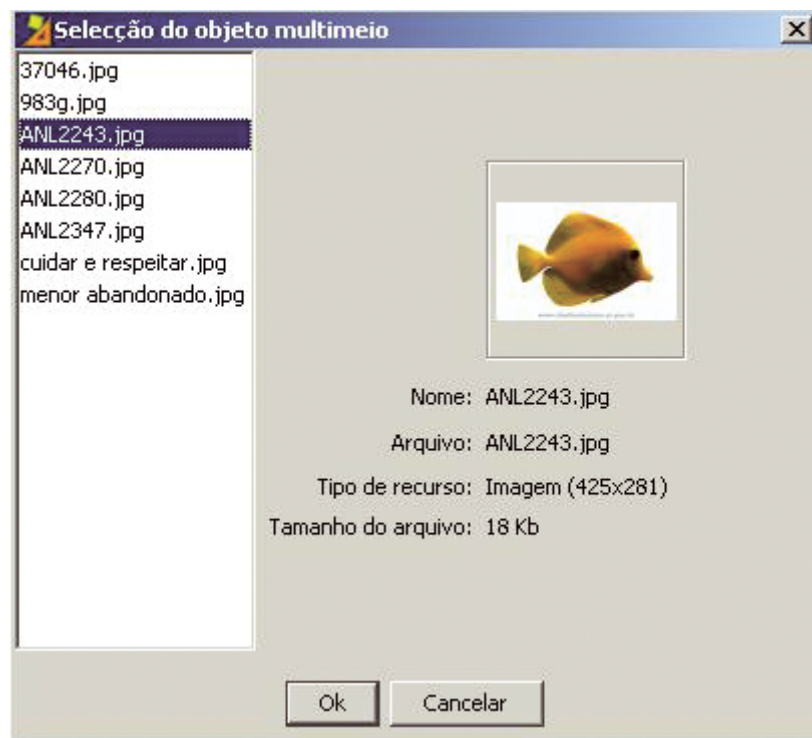 Selecção do objeto multimeio
37046.jpg
983g.jpg
ANL2243.jpg
ANL2270.jpg
ANL2280.jpg
ANL2347.jpg
cuidar e respeitar.jpg
menor abandonado.jpg
Nome: ANL2243.jpg
Arquivo: ANL2243.jpg
Tipo de recurso: Imagem (425x281)
Tamanho do arquivo: 18 Kb
Ok
Cancelar